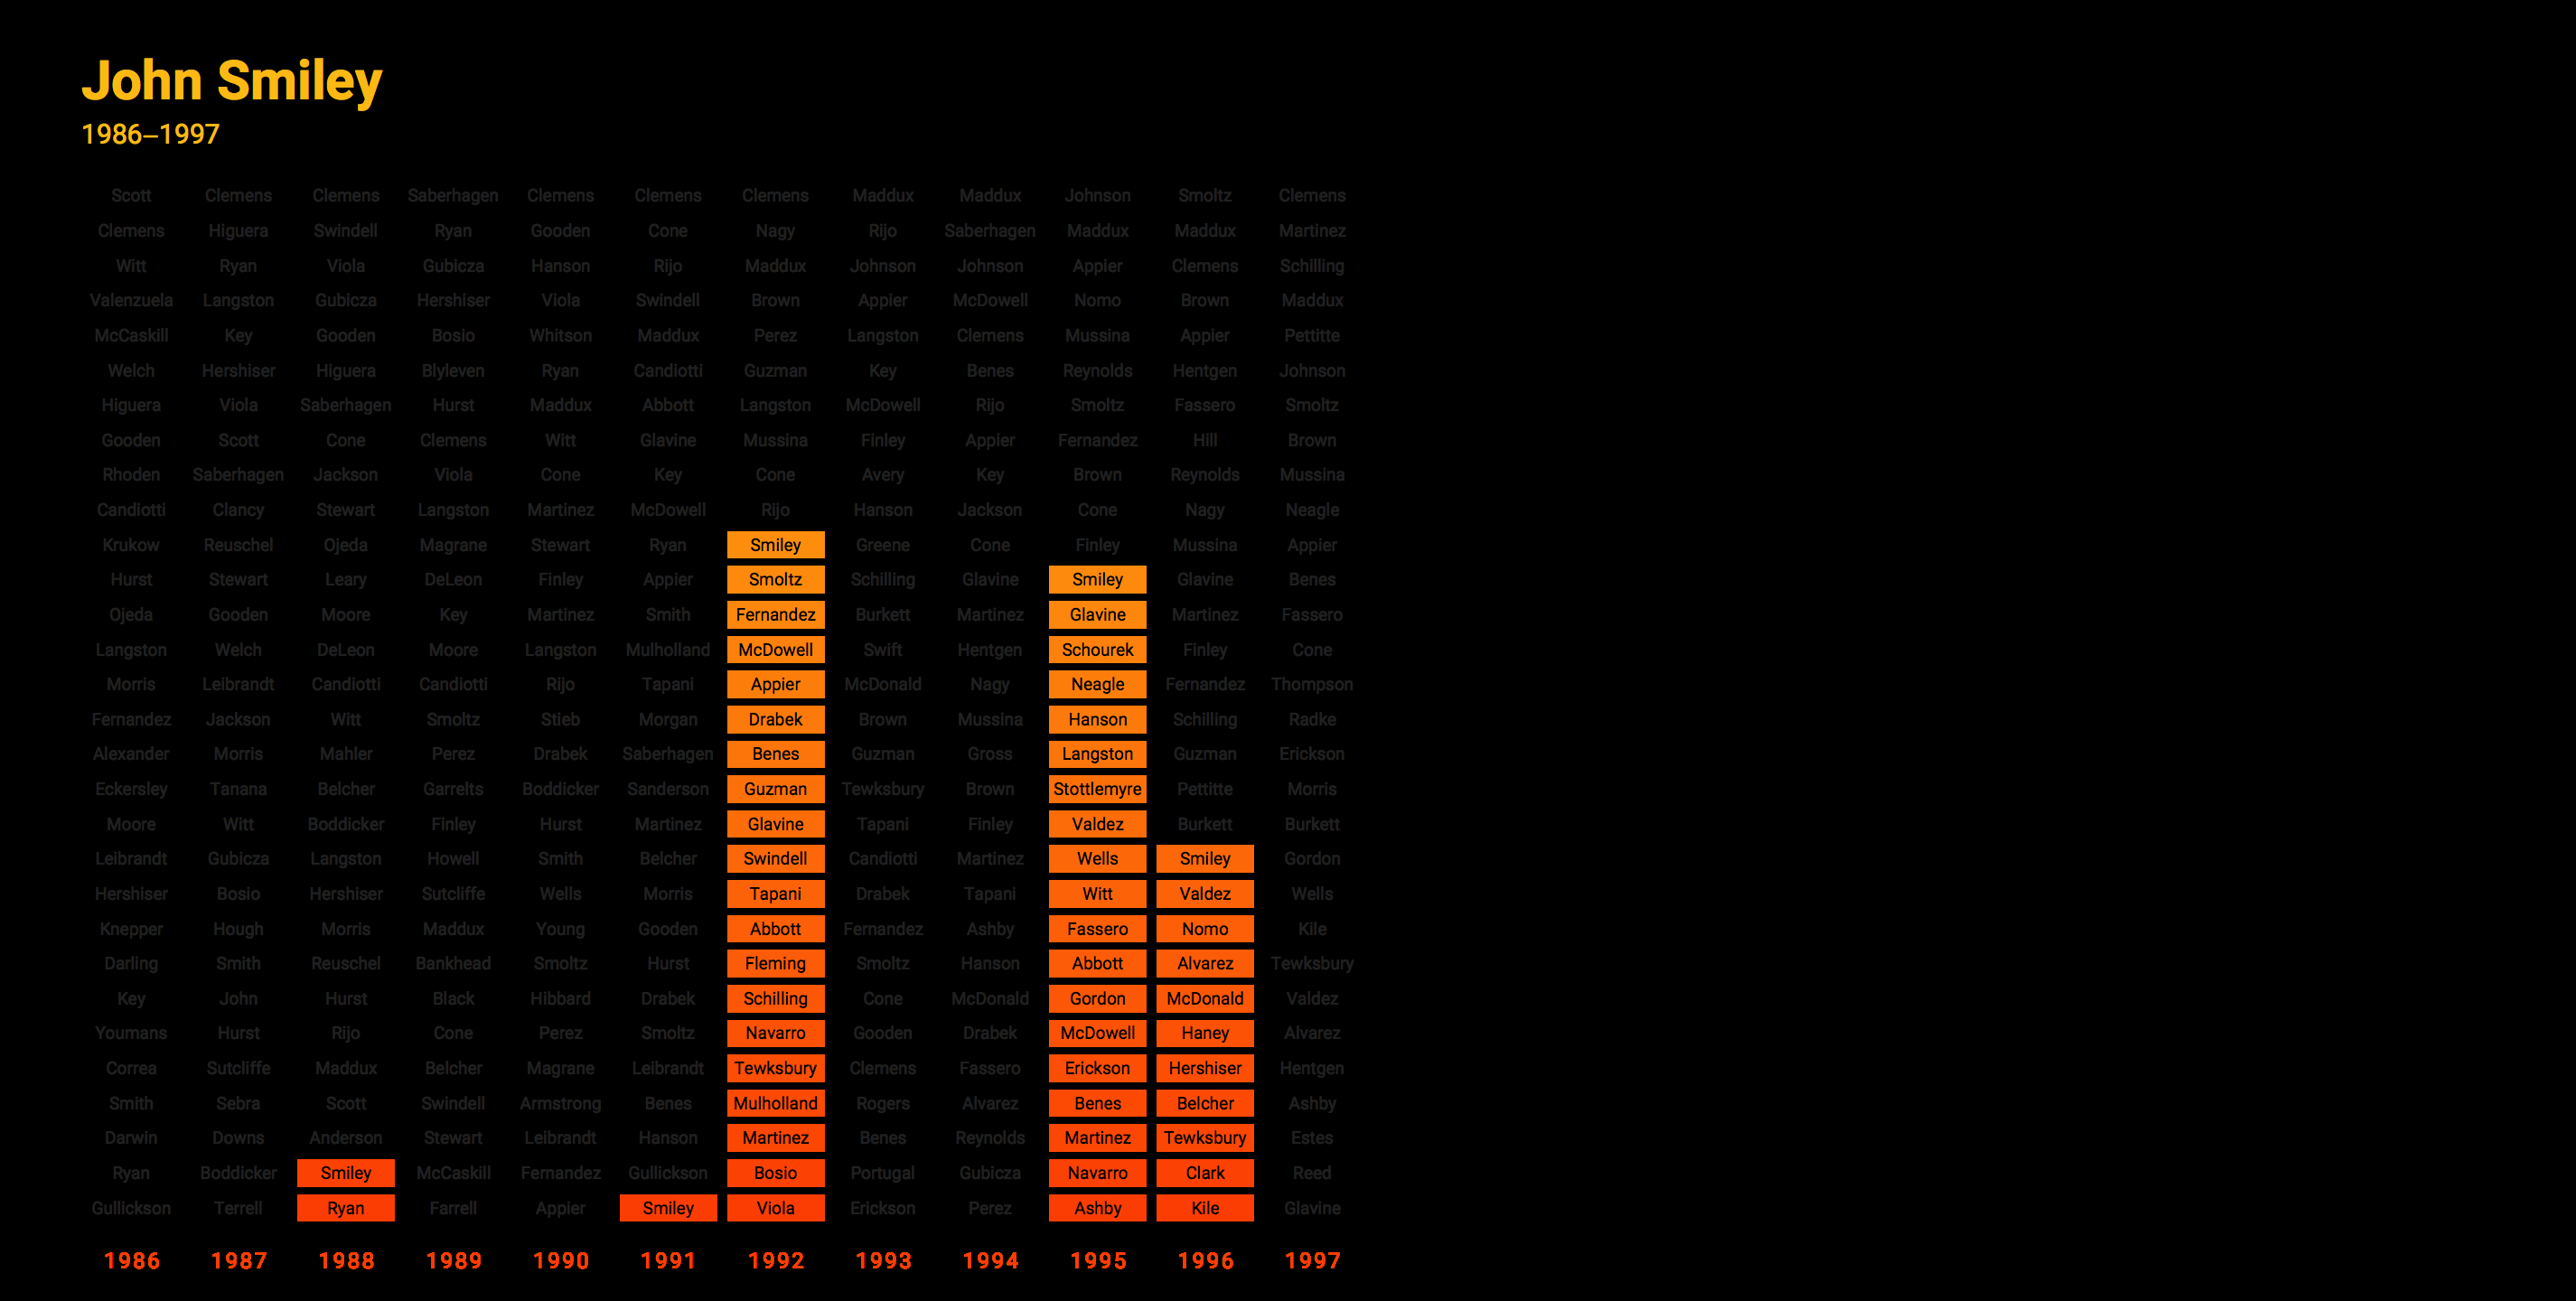 John Smiley
1986–1997
Scott Clemens Clemens Saberhagen Clemens Clemens Clemens Maddux Maddux Johnson Smoltz Clemens
Clemens Higuera Swindell Ryan Gooden Cone Nagy Rijo Saberhagen Maddux Maddux Martinez
Witt Ryan Viola Gubicza Hanson Rijo Maddux Johnson Johnson Appier Clemens Schilling
Valenzuela Langston Gubicza Hershiser Viola Swindell Brown Appier McDowell Nomo Brown Maddux
McCaskill Key Gooden Bosio Whitson Maddux Perez Langston Clemens Mussina Appier Pettitte
Welch Hershiser Higuera Blyleven Ryan Candiotti Guzman Key Benes Reynolds Hentgen Johnson
Higuera Viola Saberhagen Hurst Maddux Abbott Langston McDowell Rijo Smoltz Fassero Smoltz
Gooden Scott Cone Clemens Witt Glavine Mussina Finley Appier Fernandez Hill Brown
Rhoden Saberhagen Jackson Viola Cone Key Cone Avery Key Brown Reynolds Mussina
Candiotti Clancy Stewart Langston Martinez McDowell Rijo Hanson Jackson Cone Nagy Neagle
Krukow Reuschel Ojeda Magrane Stewart Ryan Smiley Greene Cone Finley Mussina Appier
Hurst Stewart Leary DeLeon Finley Appier Smoltz Schilling Glavine Smiley Glavine Benes
Ojeda Gooden Moore Key Martinez Smith Fernandez Burkett Martinez Glavine Martinez Fassero
Langston Welch DeLeon Moore Langston Mulholland McDowell Swift Hentgen Schourek Finley Cone
Morris Leibrandt Candiotti Candiotti Rijo Tapani Appier McDonald Nagy Neagle Fernandez Thompson
Fernandez Jackson Witt Smoltz Stieb Morgan Drabek Brown Mussina Hanson Schilling Radke
Alexander Morris Mahler Perez Drabek Saberhagen Benes Guzman Gross Langston Guzman Erickson
Eckersley Tanana Belcher Garrelts Boddicker Sanderson Guzman Tewksbury Brown Stottlemyre Pettitte Morris
Moore Witt Boddicker Finley Hurst Martinez Glavine Tapani Finley Valdez Burkett Burkett
Leibrandt Gubicza Langston Howell Smith Belcher Swindell Candiotti Martinez Wells Smiley Gordon
Hershiser Bosio Hershiser Sutcliffe Wells Morris Tapani Drabek Tapani Witt Valdez Wells
Knepper Hough Morris Maddux Young Gooden Abbott Fernandez Ashby Fassero Nomo Kile
Darling Smith Reuschel Bankhead Smoltz Hurst Fleming Smoltz Hanson Abbott Alvarez Tewksbury
Key John Hurst Black Hibbard Drabek Schilling Cone McDonald Gordon McDonald Valdez
Youmans Hurst Rijo Cone Perez Smoltz Navarro Gooden Drabek McDowell Haney Alvarez
Correa Sutcliffe Maddux Belcher Magrane Leibrandt Tewksbury Clemens Fassero Erickson Hershiser Hentgen
Smith Sebra Scott Swindell Armstrong Benes Mulholland Rogers Alvarez Benes Belcher Ashby
Darwin Downs Anderson Stewart Leibrandt Hanson Martinez Benes Reynolds Martinez Tewksbury Estes
Ryan Boddicker Smiley McCaskill Fernandez Gullickson Bosio Portugal Gubicza Navarro Clark Reed
Gullickson Terrell Ryan Farrell Appier Smiley Viola Erickson Perez Ashby Kile Glavine
1986 1987 1988 1989 1990 1991 1992 1993 1994 1995 1996 1997